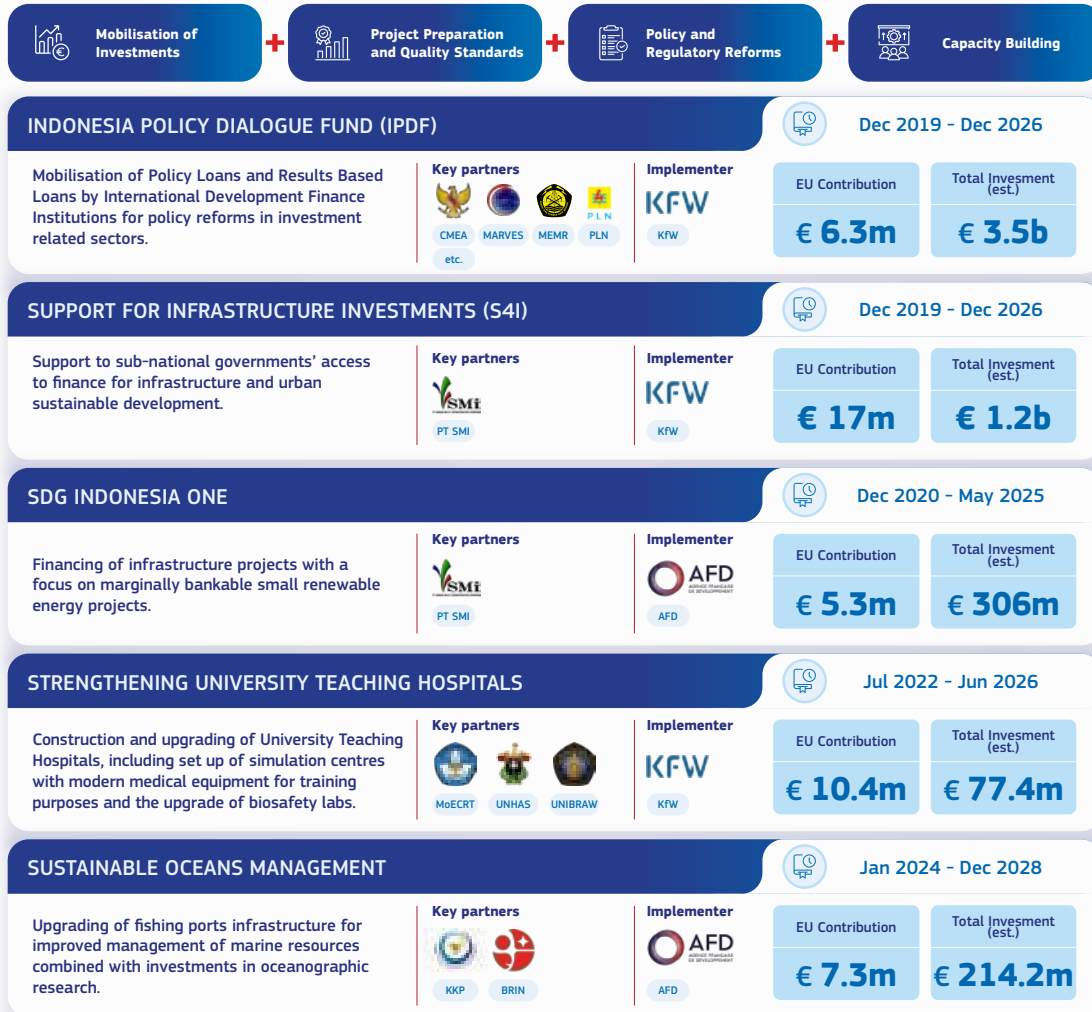 Mobilisation of
Investments
+
Project Preparation
and Quality Standards
+
Policy and
Regulatory Reforms
+
Capacity Building
INDONESIA POLICY DIALOGUE FUND (IPDF)
Dec 2019 - Dec 2026
Mobilisation of Policy Loans and Results Based
Loans by International Development Finance
Institutions for policy reforms in investment
related sectors.
Key partners
PLN
CMEA
MARVES
MEMR
PLN
etc.
Implementer
KFW
KfW
EU Contribution
€ 6.3m
Total Invesment
(est.)
€ 3.5b
SUPPORT FOR INFRASTRUCTURE INVESTMENTS (S4I)
Dec 2019 - Dec 2026
Support to sub-national governments’ access
to finance for infrastructure and urban
sustainable development.
Key partners
SMI
PT SMI
Implementer
KFW
KfW
EU Contribution
€ 17m
Total Invesment
(est.)
€ 1.2b
SDG INDONESIA ONE
Dec 2020 - May 2025
Financing of infrastructure projects with a
focus on marginally bankable small renewable
energy projects.
Key partners
SMI
PT SMI
Implementer
AFD
AGENCE FRANÇAISE
DE DÉVELOPPEMENT
AFD
EU Contribution
€ 5.3m
Total Invesment
(est.)
€ 306m
STRENGTHENING UNIVERSITY TEACHING HOSPITALS
Jul 2022 - Jun 2026
Construction and upgrading of University Teaching
Hospitals, including set up of simulation centres
with modern medical equipment for training
purposes and the upgrade of biosafety labs.
Key partners
MoECRT
UNHAS
UNIBRAW
Implementer
KFW
KfW
EU Contribution
€ 10.4m
Total Invesment
(est.)
€ 77.4m
SUSTAINABLE OCEANS MANAGEMENT
Jan 2024 - Dec 2028
Upgrading of fishing ports infrastructure for
improved management of marine resources
combined with investments in oceanographic
research.
Key partners
KKP
BRIN
Implementer
AFD
AGENCE FRANÇAISE
DE DÉVELOPPEMENT
AFD
EU Contribution
€ 7.3m
Total Invesment
(est.)
€ 214.2m